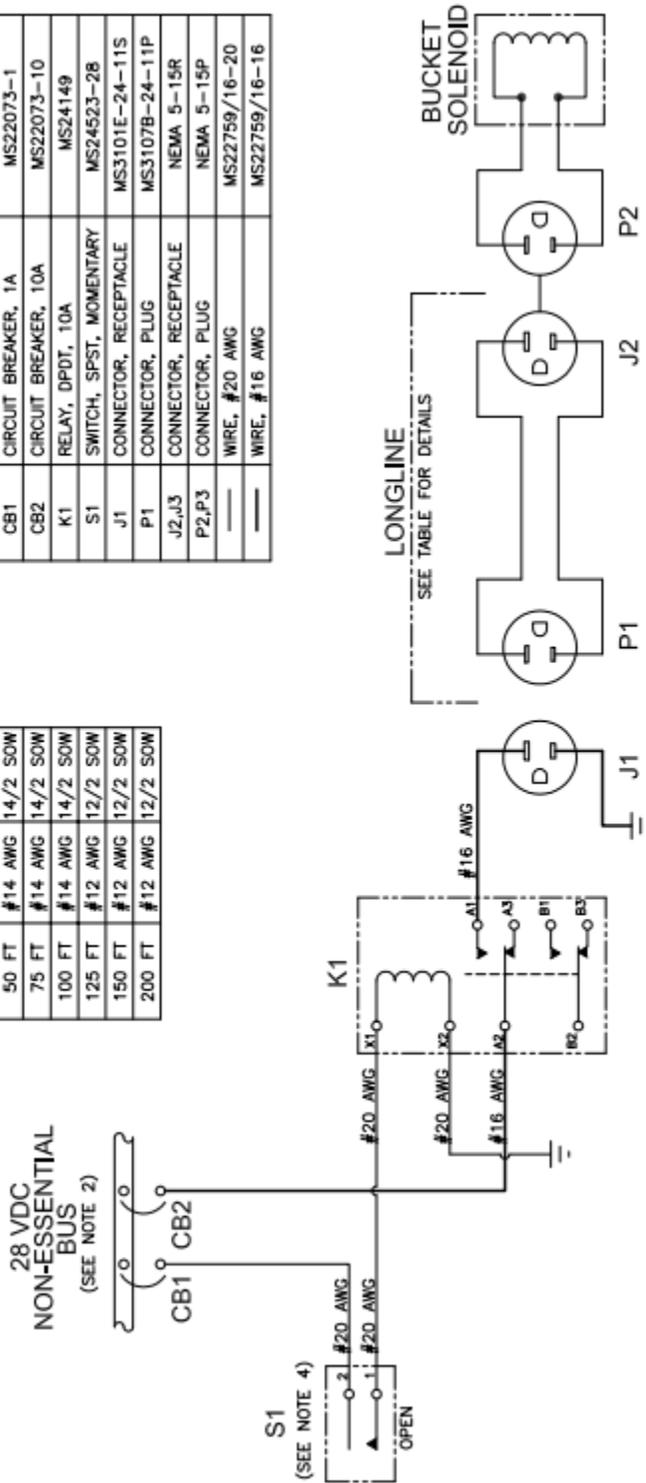 50 FT #14 AWG 14/2 SOW
75 FT #14 AWG 14/2 SOW
100 FT #14 AWG 14/2 SOW
125 FT #12 AWG 12/2 SOW
150 FT #12 AWG 12/2 SOW
200 FT #12 AWG 12/2 SOW
CB1 CIRCUIT BREAKER, 1A MS22073-1
CB2 CIRCUIT BREAKER, 10A MS22073-10
K1 RELAY, DPDT, 10A MS24149
S1 SWITCH, SPST, MOMENTARY MS24523-28
J1 CONNECTOR, RECEPTACLE MS3101E-24-11S
P1 CONNECTOR, PLUG MS3107B-24-11P
J2,J3 CONNECTOR, RECEPTACLE NEMA 5-15R
P2,P3 CONNECTOR, PLUG NEMA 5-15P
WIRE, #20 AWG MS22759/16-20
WIRE, #16 AWG MS22759/16-16
28 VDC
NON-ESSENTIAL
BUS
(SEE NOTE 2)
CB1
CB2
S1
(SEE NOTE 4)
2
1
OPEN
#20 AWG
#20 AWG
#20 AWG
#20 AWG
#16 AWG
K1
X1
X2
A2
B2
A1
A3
B1
B3
#16 AWG
J1
LONGLINE
SEE TABLE FOR DETAILS
P1
J2
P2
BUCKET
SOLENOID